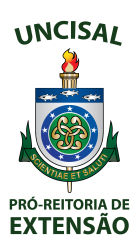 UNCISAL
SCIENTIAE ET SALUTI
PRÓ-REITORIA DE
EXTENSÃO